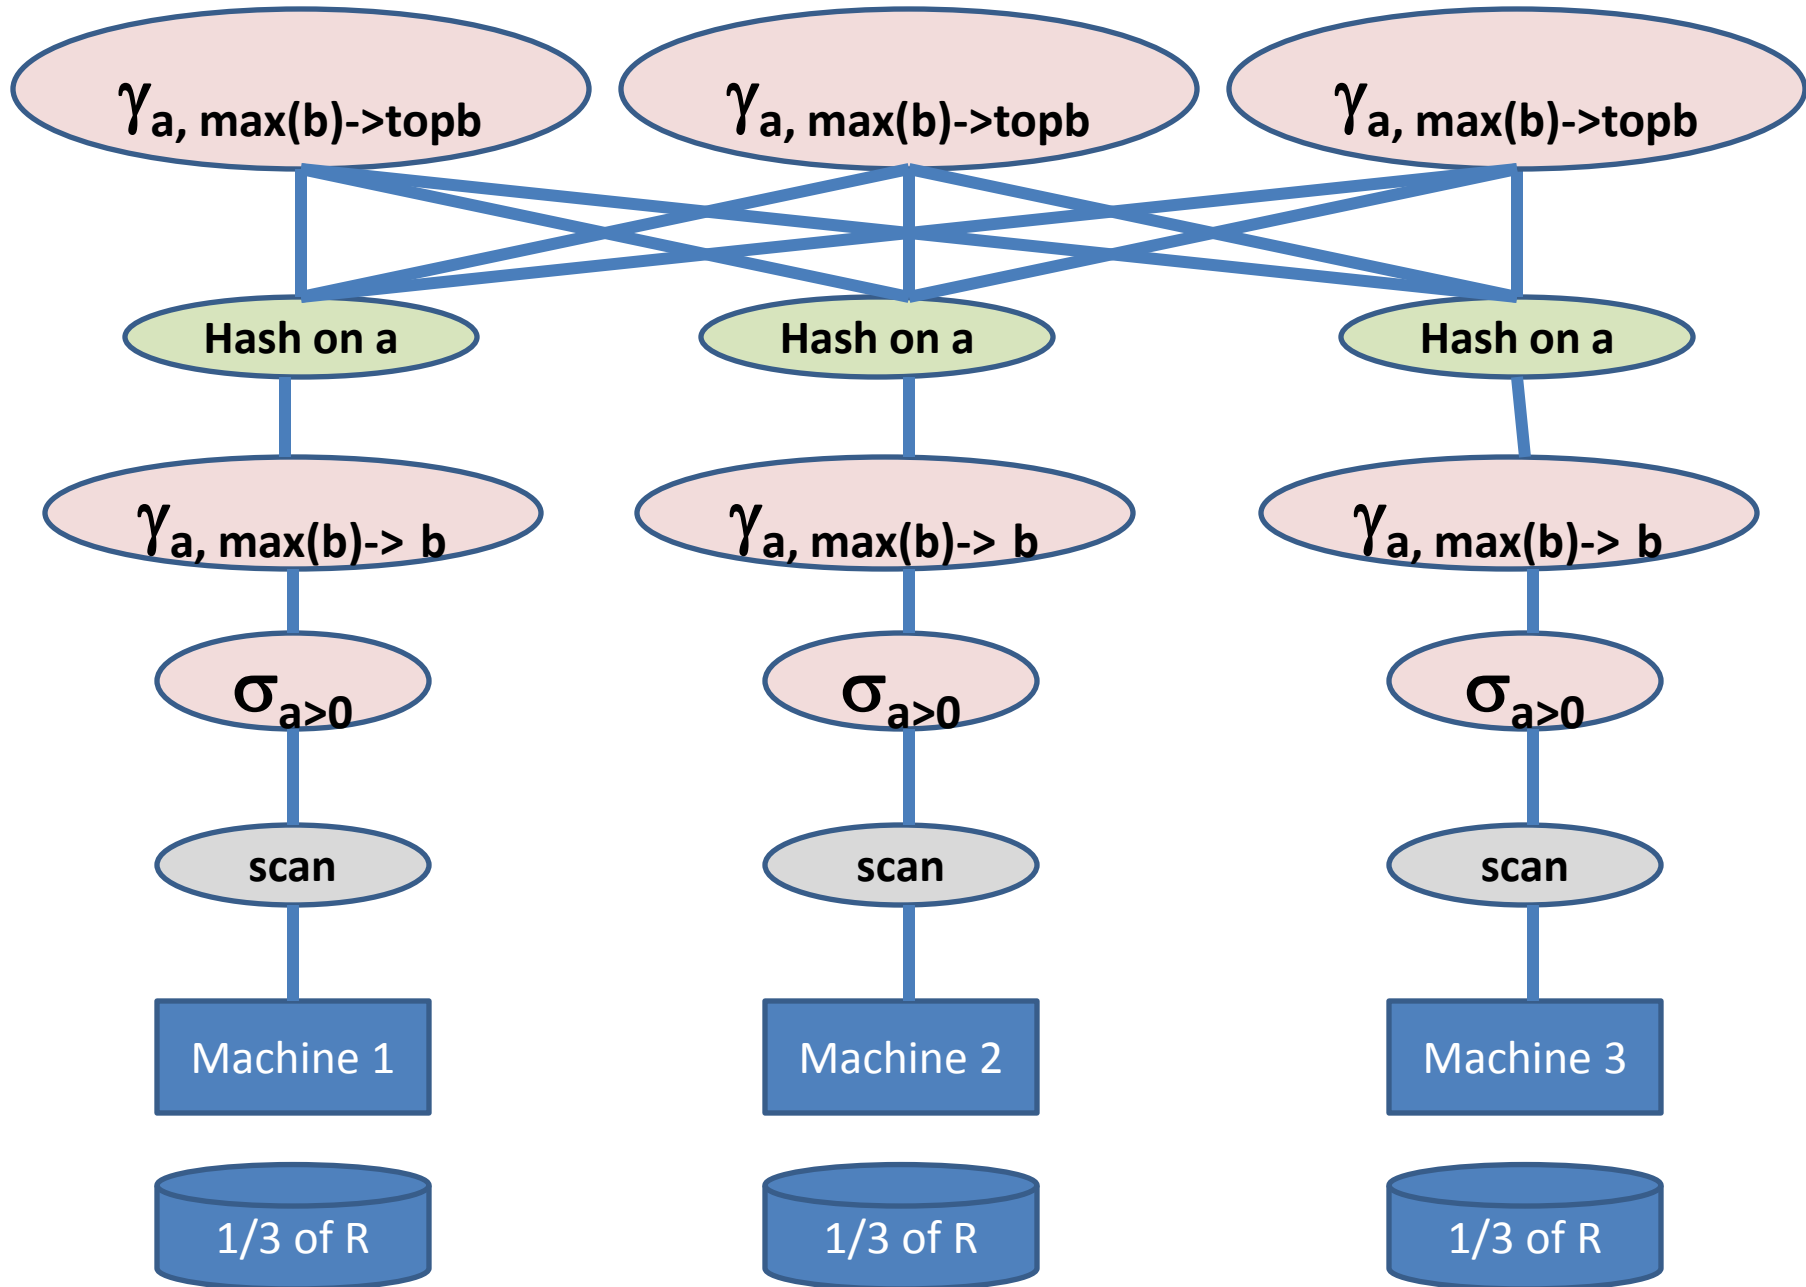 γa, max(b)->topb
γa, max(b)->topb
γa, max(b)->topb
Hash on a
Hash on a
Hash on a
γa, max(b)-> b
γa, max(b)-> b
γa, max(b)-> b
σa>0
σa>0
σa>0
scan
scan
scan
Machine 1
Machine 2
Machine 3
1/3 of R
1/3 of R
1/3 of R